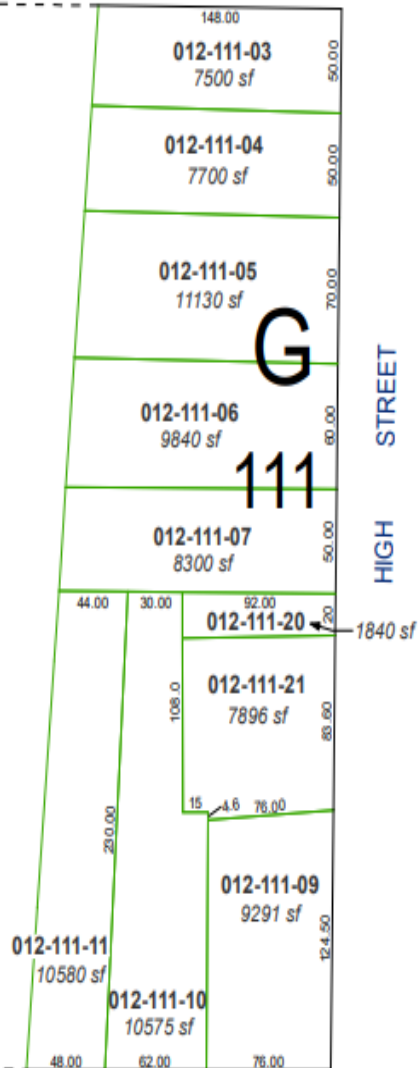 148.00
012-111-03
7500 sf
50.00
012-111-04
7700 sf
50.00
012-111-05
11130 sf
70.00
G
STREET
012-111-06
9840 sf
60.00
111
012-111-07
8300 sf
50.00
HIGH
44.00 30.00 92.00
012-111-20
20
1840 sf
012-111-21
7896 sf
108.0
83.60
15 4.6 76.00
230.00
012-111-09
9291 sf
124.50
012-111-11
10580 sf
012-111-10
10575 sf
48.00 62.00 76.00